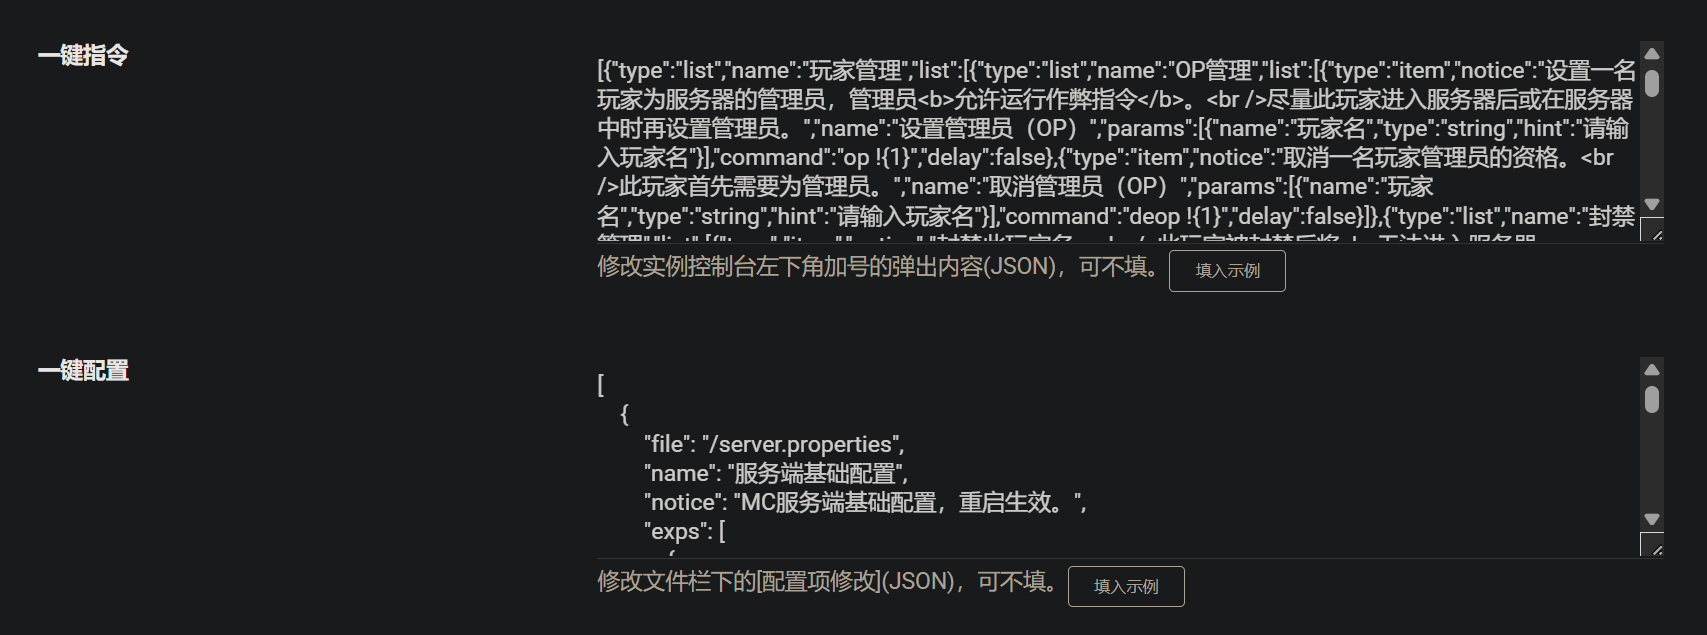 一键指令
[{"type":"list","name":"玩家管理","list":[{"type":"list","name":"OP管理","list":[{"type":"item","notice":"设置一名
玩家为服务器的管理员，管理员<b>允许运行作弊指令</b>。<br />尽量此玩家进入服务器后或在服务器
中时再设置管理员。","name":"设置管理员（OP）","params":[{"name":"玩家名","type":"string","hint":"请输
入玩家名"}],"command":"op !{1}","delay":false},{"type":"item","notice":"取消一名玩家管理员的资格。<br
/>此玩家首先需要为管理员。","name":"取消管理员（OP）","params":[{"name":"玩家
名","type":"string","hint":"请输入玩家名"}],"command":"deop !{1}","delay":false}]},{"type":"list","name":"封禁
修改实例控制台左下角加号的弹出内容(JSON)，可不填。 填入示例
一键配置
[
{
"file": "/server.properties",
"name": "服务端基础配置",
"notice": "MC服务端基础配置，重启生效。",
"exps": [
修改文件栏下的[配置项修改](JSON)，可不填。 填入示例